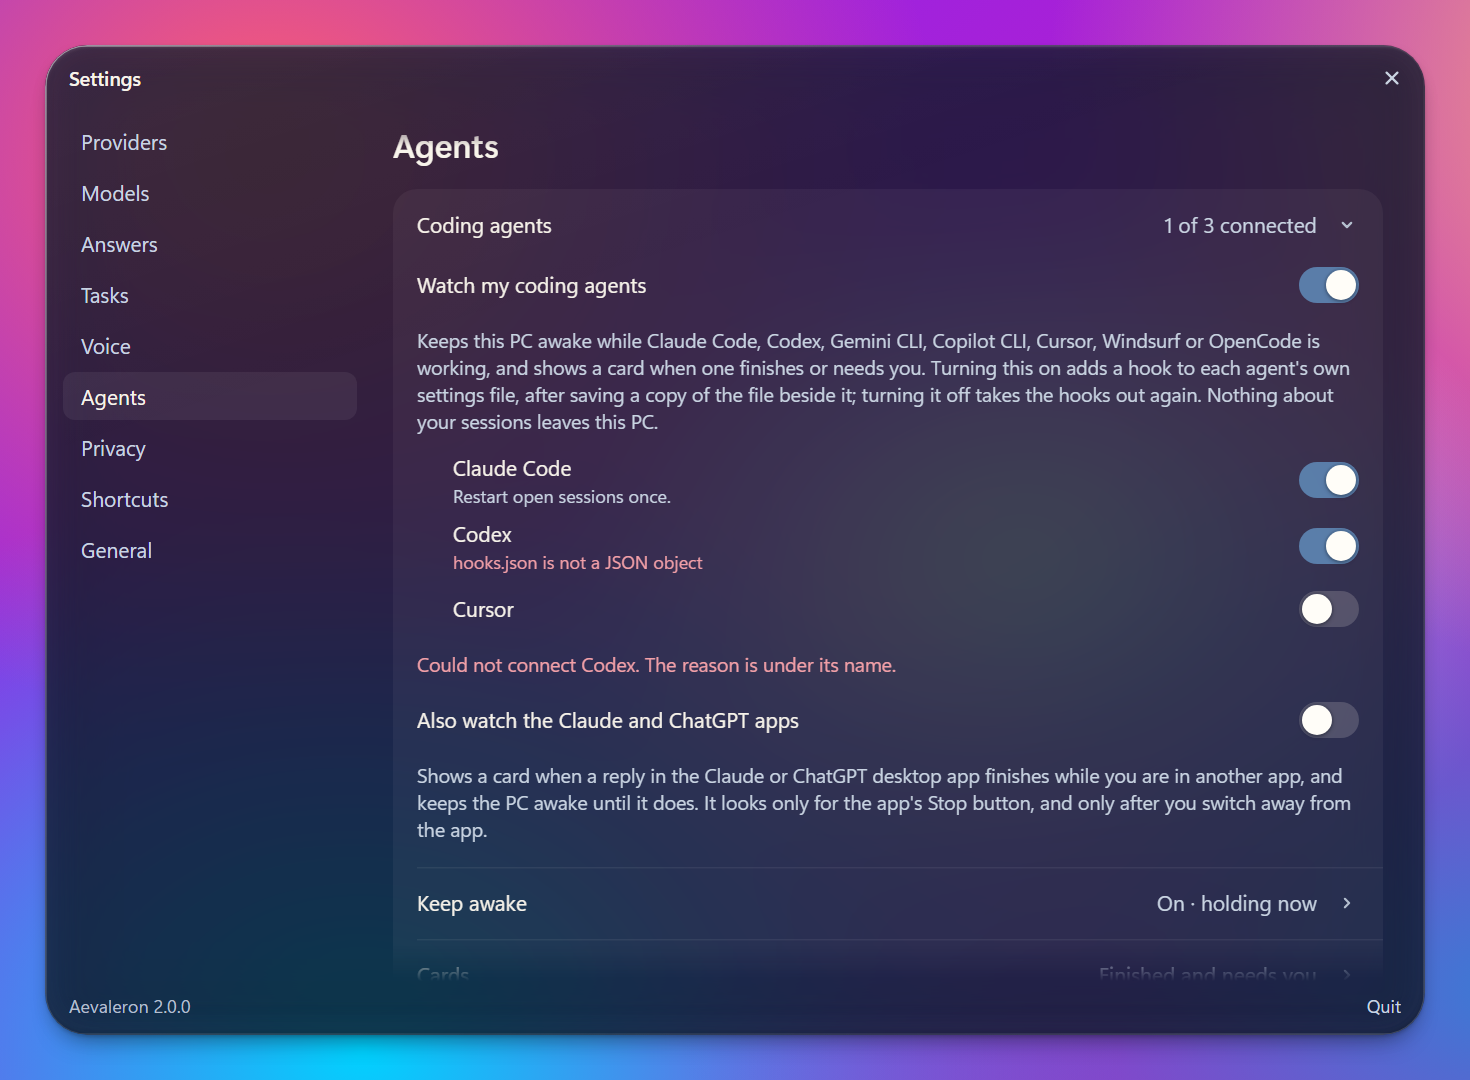 Settings
Providers
Models
Answers
Tasks
Voice
Agents
Privacy
Shortcuts
General
Agents
Coding agents
1 of 3 connected
Watch my coding agents
Keeps this PC awake while Claude Code, Codex, Gemini CLI, Copilot CLI, Cursor, Windsurf or OpenCode is
working, and shows a card when one finishes or needs you. Turning this on adds a hook to each agent's own
settings file, after saving a copy of the file beside it; turning it off takes the hooks out again. Nothing about
your sessions leaves this PC.
Claude Code
Restart open sessions once.
Codex
hooks.json is not a JSON object
Cursor
Could not connect Codex. The reason is under its name.
Also watch the Claude and ChatGPT apps
Shows a card when a reply in the Claude or ChatGPT desktop app finishes while you are in another app, and
keeps the PC awake until it does. It looks only for the app's Stop button, and only after you switch away from
the app.
Keep awake
On · holding now
Cards
Finished and needs you
Aevaleron 2.0.0
Quit